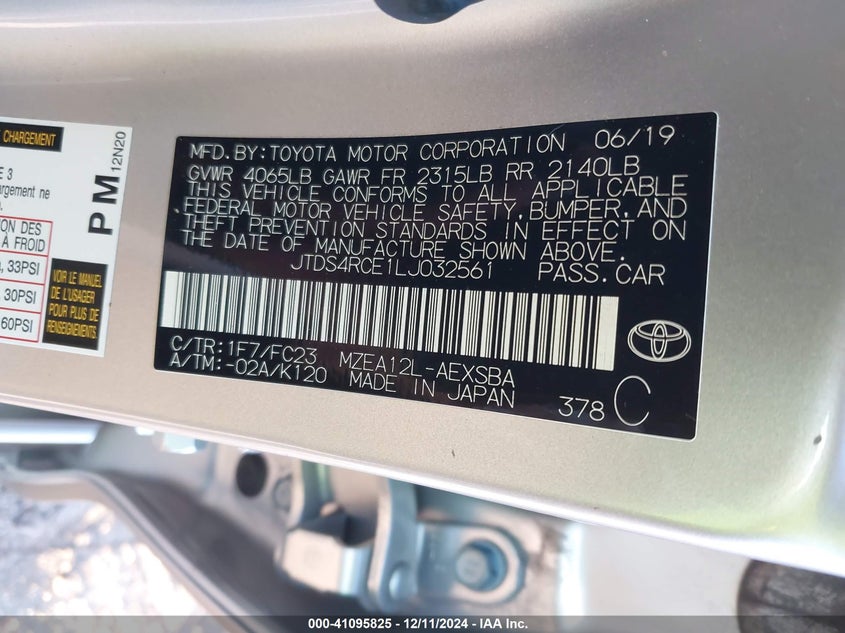 CHARGEMENT
E 3
hargement ne
ION DES
À FROID
, 33PSI
, 30PSI
60PSI
VOIR LE MANUEL
DE L'USAGER
POUR PLUS DE
RENSEIGNEMENTS.
PM
12N20
MFD. BY: TOYOTA MOTOR CORPORATION 06/19
GVWR 4065LB GAWR FR 2315LB RR 2140LB
THIS VEHICLE CONFORMS TO ALL APPLICABLE
FEDERAL MOTOR VEHICLE SAFETY, BUMPER, AND
THEFT PREVENTION STANDARDS IN EFFECT ON
THE DATE OF MANUFACTURE SHOWN ABOVE.
JTDS4RCE1LJ032561 PASS. CAR
C/TR: 1F7/FC23 MZEA12L-AEXSBA
A/TM: -02A/K120 MADE IN JAPAN
378 C
000-41095825 - 12/11/2024 - IAA Inc.